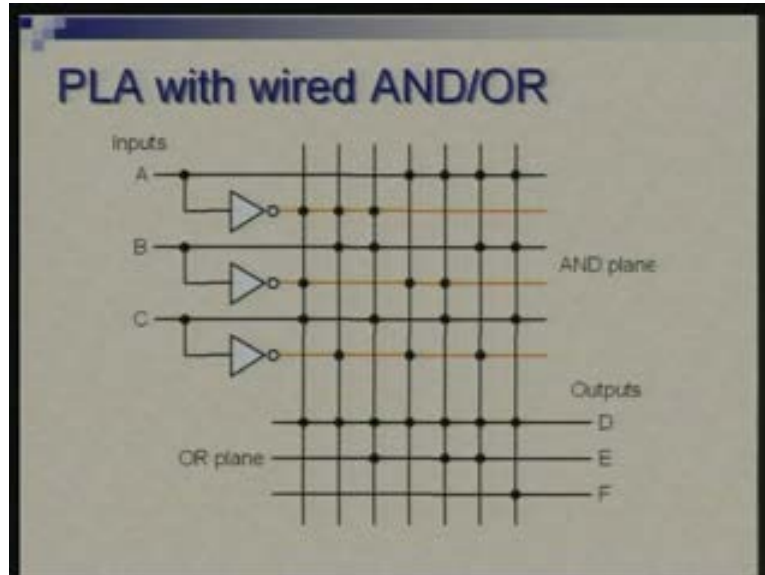 PLA with wired AND/OR
Inputs
A
B
AND plane
C
Outputs
D
OR plane
E
F